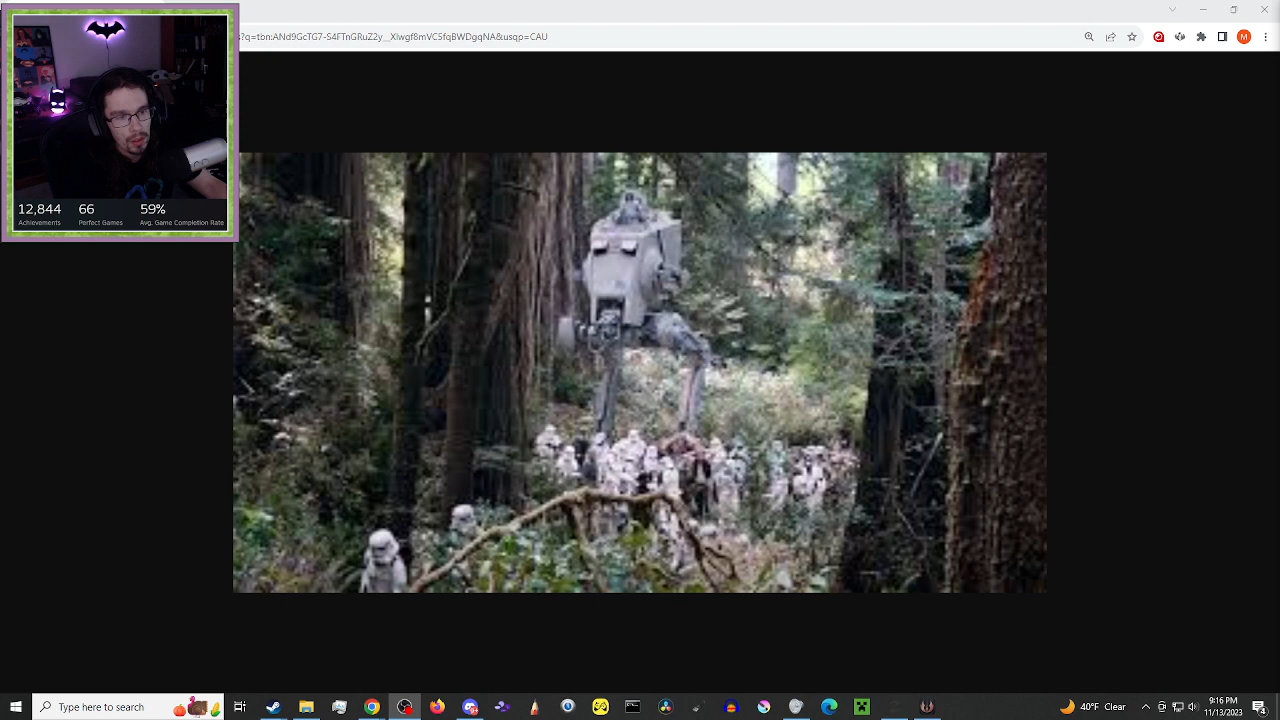 ?q=tbn:ANd9GcTG7-S4FTnGRuZ2y__XIwgf8mVC5fqBWDgqNA&usqp=CAU
M
12,844 66 59%
Achievements Perfect Games Avg. Game Completion Rate
Type here to search
40°F Clear
9:16 PM
11/13/2023